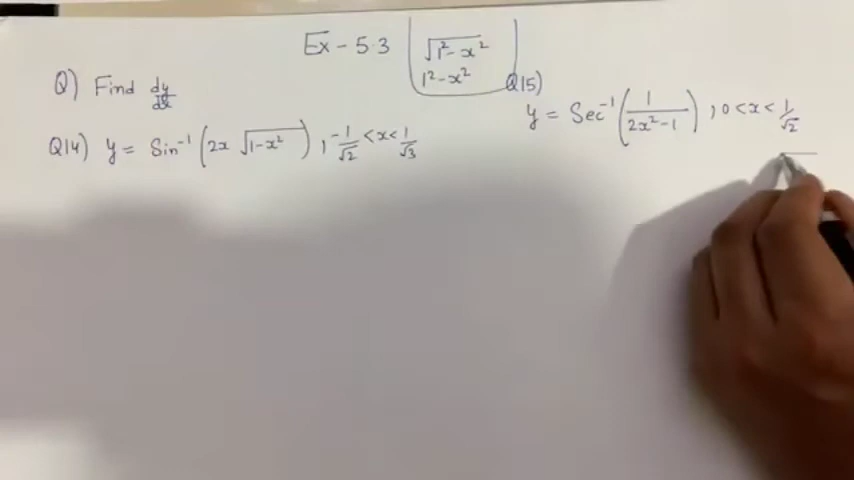 Ex - 5.3
√1²-x²
1²-x²
Q) Find dy/dx
Q14) y = Sin⁻¹ (2x √1-x²), -1/√2 < x < 1/√3
Q15)
y = Sec⁻¹ (1/2x²-1), 0 < x < 1/√2